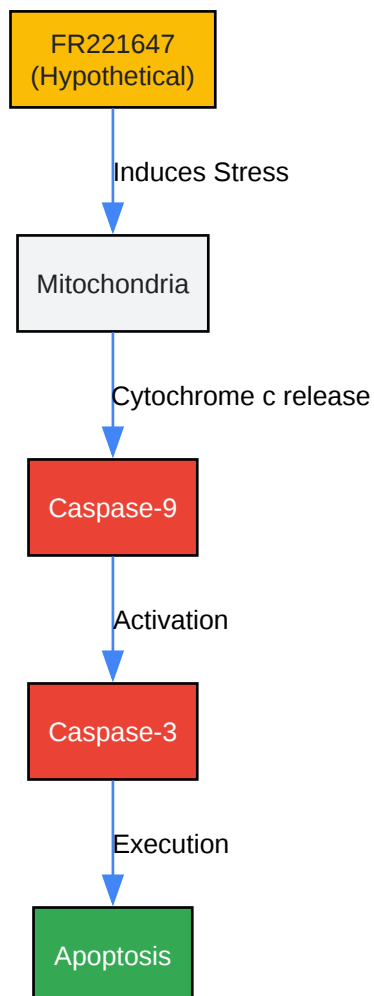 FR221647
(Hypothetical)
Induces Stress
Mitochondria
Cytochrome c release
Caspase-9
Activation
Caspase-3
Execution
Apoptosis